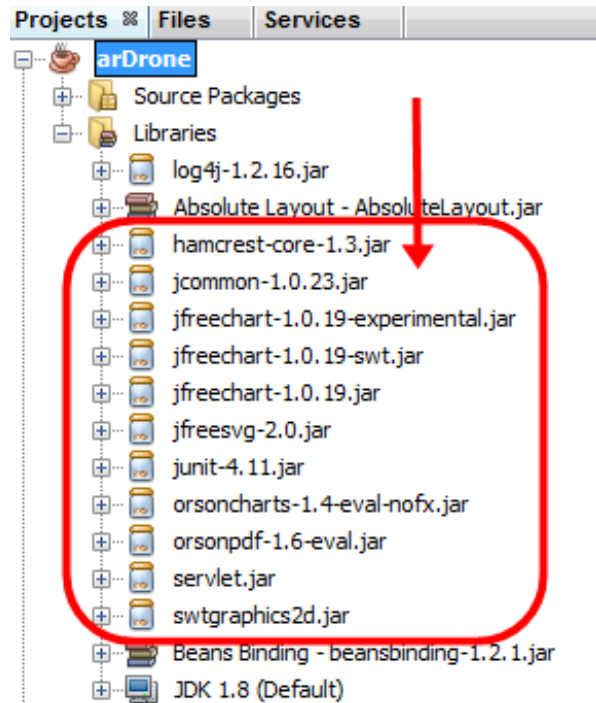 Projects Files Services
arDrone
Source Packages
Libraries
log4j-1.2.16.jar
Absolute Layout - AbsoluteLayout.jar
hamcrest-core-1.3.jar
jcommon-1.0.23.jar
jfreechart-1.0.19-experimental.jar
jfreechart-1.0.19-swt.jar
jfreechart-1.0.19.jar
jfreesvg-2.0.jar
junit-4.11.jar
orsoncharts-1.4-eval-nofx.jar
orsonpdf-1.6-eval.jar
servlet.jar
swtgraphics2d.jar
Beans Binding - beansbinding-1.2.1.jar
JDK 1.8 (Default)